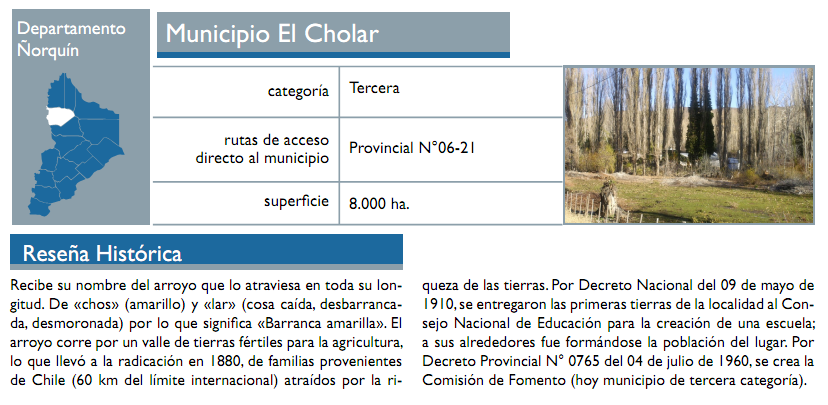 Departamento
Ñorquín
Municipio El Cholar
categoría
Tercera
rutas de acceso
directo al municipio
Provincial N°06-21
superficie
8.000 ha.
Reseña Histórica
Recibe su nombre del arroyo que lo atraviesa en toda su lon-
gitud. De «chos» (amarillo) y «lar» (cosa caída, desbarranca-
da, desmoronada) por lo que significa «Barranca amarilla». El
arroyo corre por un valle de tierras fértiles para la agricultura,
lo que llevó a la radicación en 1880, de familias provenientes
de Chile (60 km del límite internacional) atraídos por la ri-
queza de las tierras. Por Decreto Nacional del 09 de mayo de
1910, se entregaron las primeras tierras de la localidad al Con-
sejo Nacional de Educación para la creación de una escuela;
a sus alrededores fue formándose la población del lugar. Por
Decreto Provincial N° 0765 del 04 de julio de 1960, se crea la
Comisión de Fomento (hoy municipio de tercera categoría).